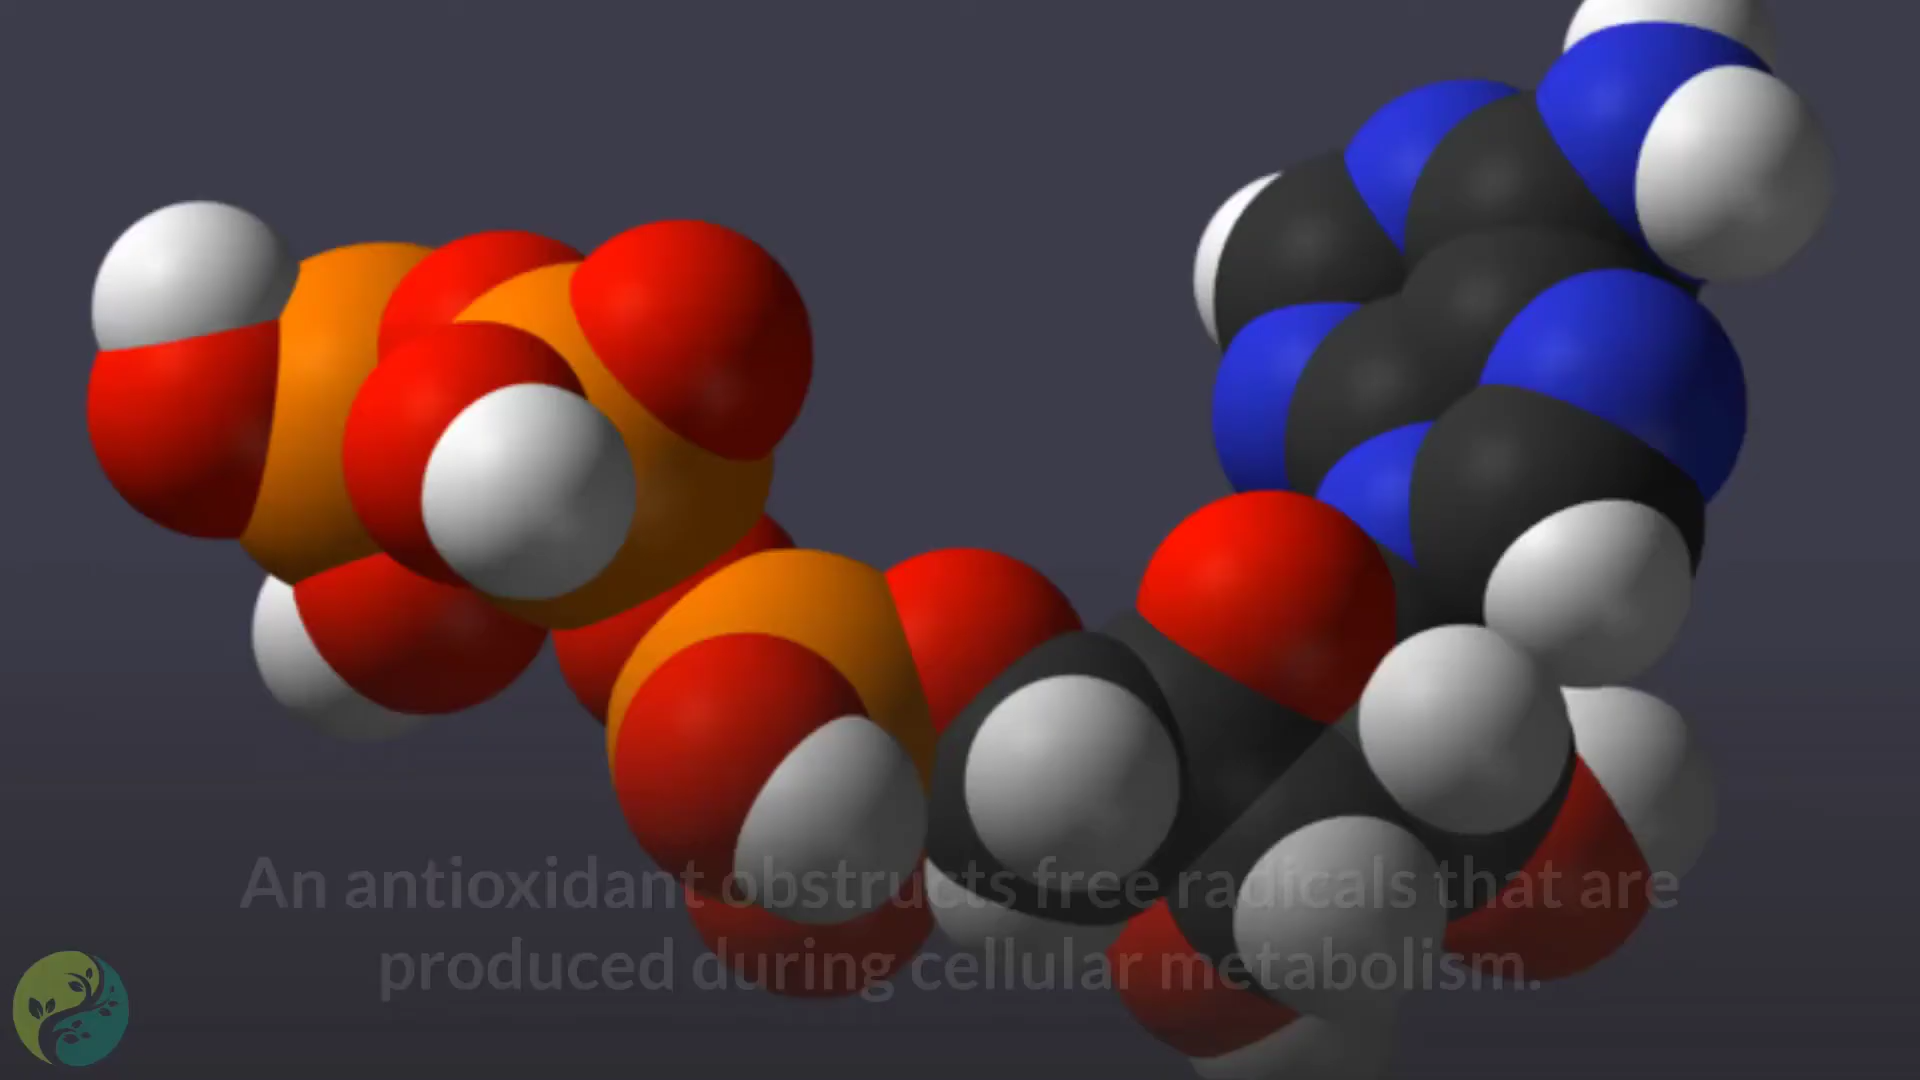 An antioxidant obstructs free radicals that are
produced during cellular metabolism.